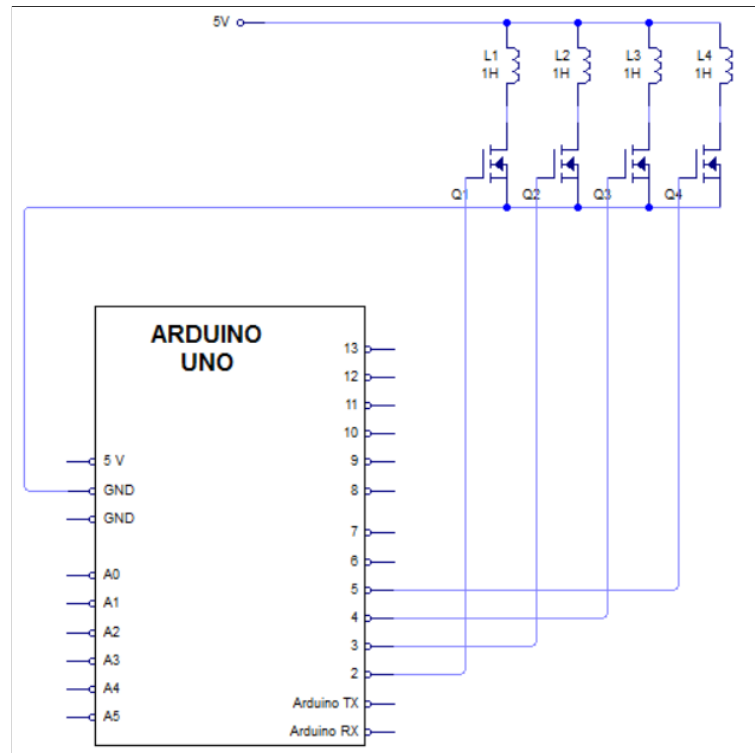 5V
L1 L2 L3 L4
1H 1H 1H 1H
Q1 Q2 Q3 Q4
ARDUINO
UNO
13
12
11
10
5 V 9
GND 8
GND
7
6
A0 5
A1 4
A2 3
A3 2
A4 Arduino TX
A5 Arduino RX